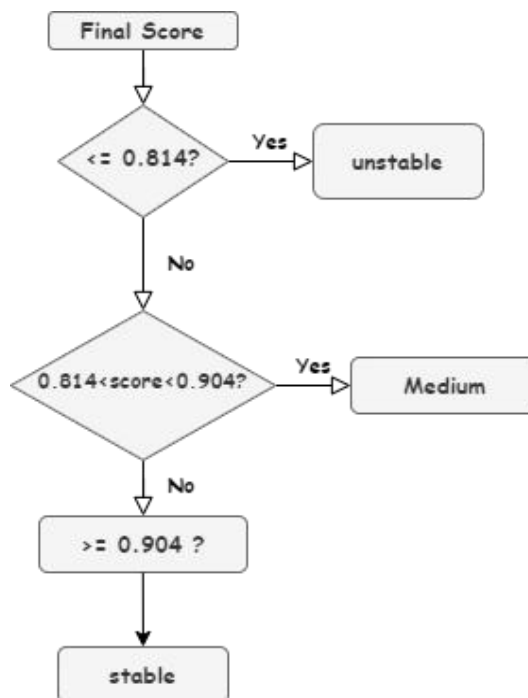 Final Score
<= 0.814?
Yes
unstable
No
0.814<score<0.904?
Yes
Medium
No
>= 0.904 ?
stable